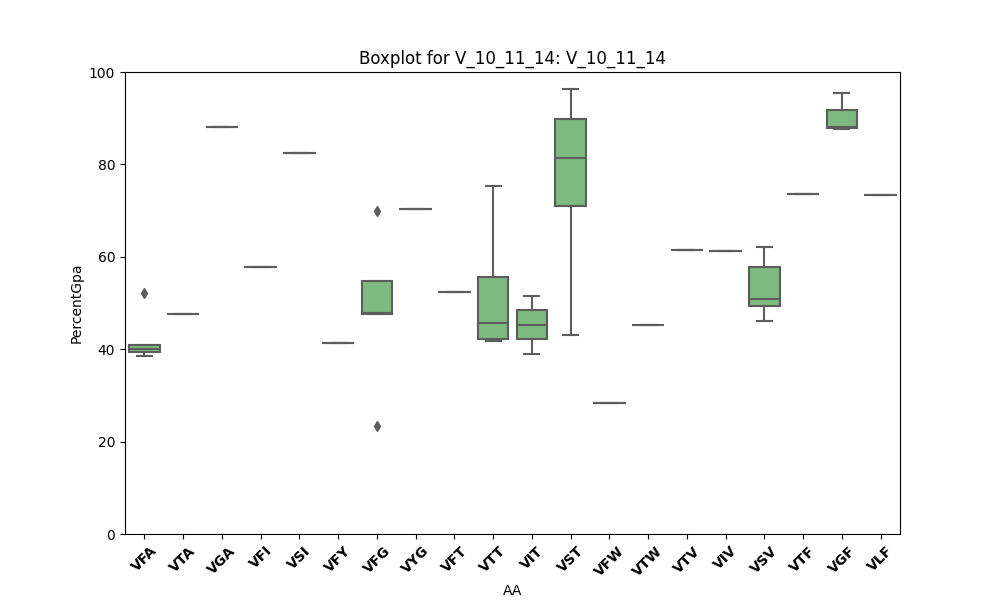 Boxplot for V_10_11_14: V_10_11_14
100
80
60
40
20
0
PercentGpa
VFA VTA VGA VFI VSI VFY VFG VYG VFT VTT VIT VST VFW VTW VTV VIV VSV VTF VGF VLF
AA